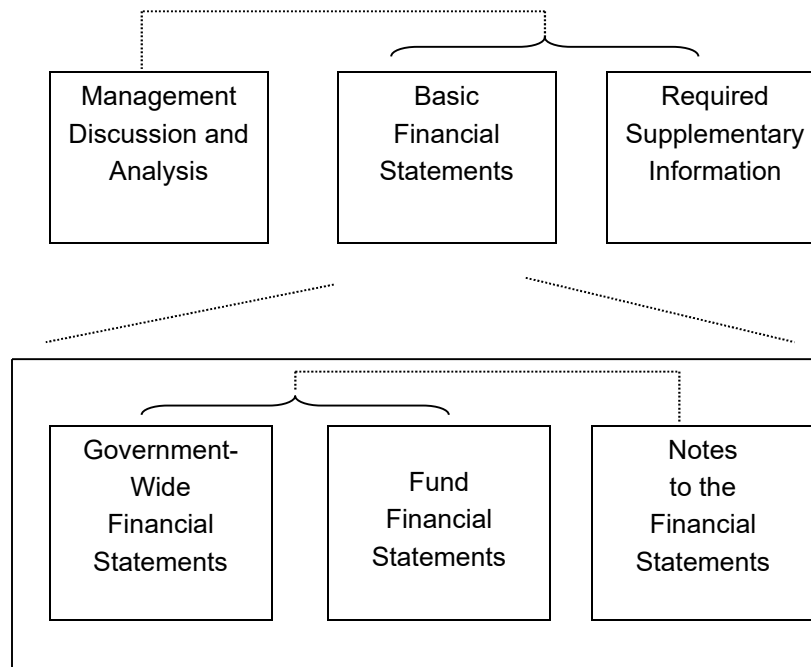 Management
Discussion and
Analysis
Basic
Financial
Statements
Required
Supplementary
Information
Government-
Wide
Financial
Statements
Fund
Financial
Statements
Notes
to the
Financial
Statements